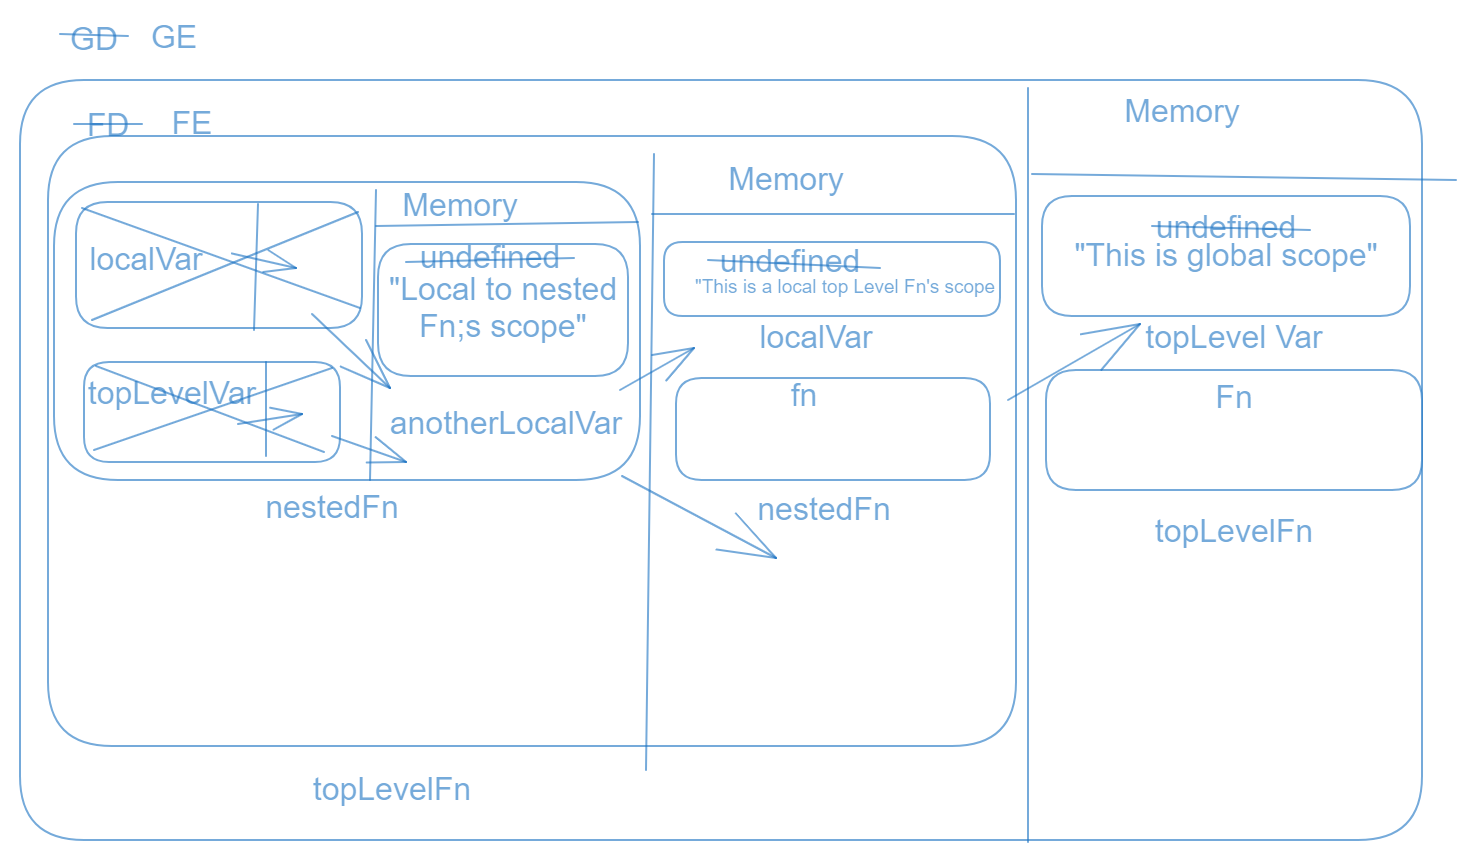 GD GE
FD FE
Memory
Memory
Memory
undefined
"This is global scope"
undefined
"Local to nested
Fn;s scope"
undefined
"This is a local top Level Fn's scope
localVar
topLevel Var
localVar
topLevelVar
anotherLocalVar
fn
Fn
nestedFn
nestedFn
topLevelFn
topLevelFn